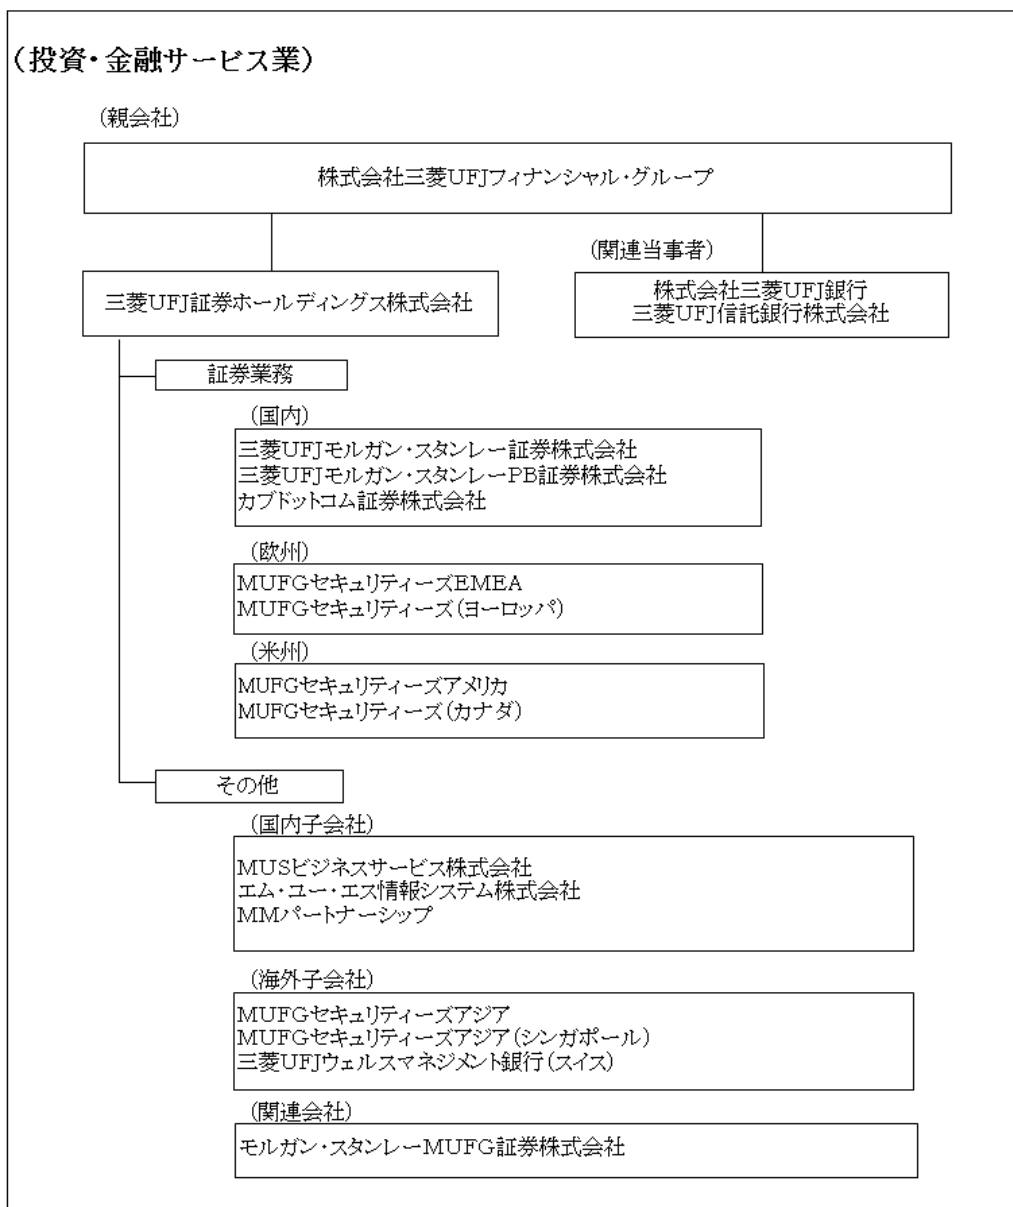 (投資・金融サービス業)
(親会社)
株式会社三菱UFJフィナンシャル・グループ
(関連当事者)
三菱UFJ証券ホールディングス株式会社
株式会社三菱UFJ銀行
三菱UFJ信託銀行株式会社
証券業務
(国内)
三菱UFJモルガン・スタンレー証券株式会社
三菱UFJモルガン・スタンレーPB証券株式会社
カブドットコム証券株式会社
(欧州)
MUFGセキュリティーズEMEA
MUFGセキュリティーズ(ヨーロッパ)
(米州)
MUFGセキュリティーズアメリカ
MUFGセキュリティーズ(カナダ)
その他
(国内子会社)
MUSビジネスサービス株式会社
エム・ユー・エス情報システム株式会社
MMパートナーシップ
(海外子会社)
MUFGセキュリティーズアジア
MUFGセキュリティーズアジア(シンガポール)
三菱UFJウェルスマネジメント銀行(スイス)
(関連会社)
モルガン・スタンレーMUFG証券株式会社